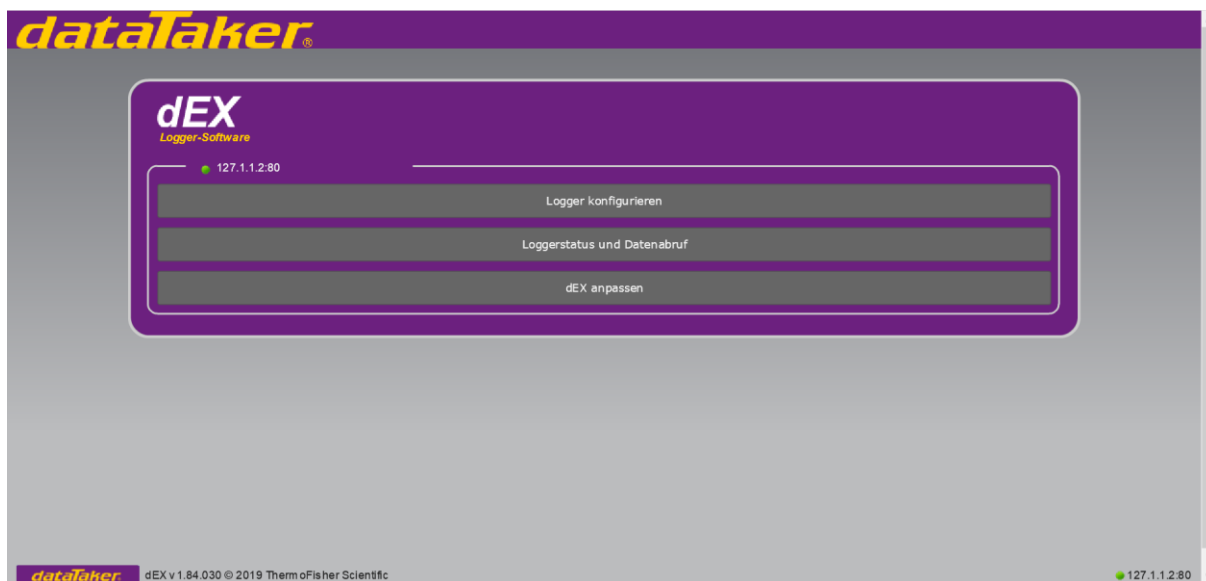 dataTaker®
dEX
Logger-Software
127.1.1.2:80
Logger konfigurieren
Loggerstatus und Datenabruf
dEX anpassen
dataTaker. dEX v 1.84.030 © 2019 ThermoFisher Scientific 127.1.1.2:80